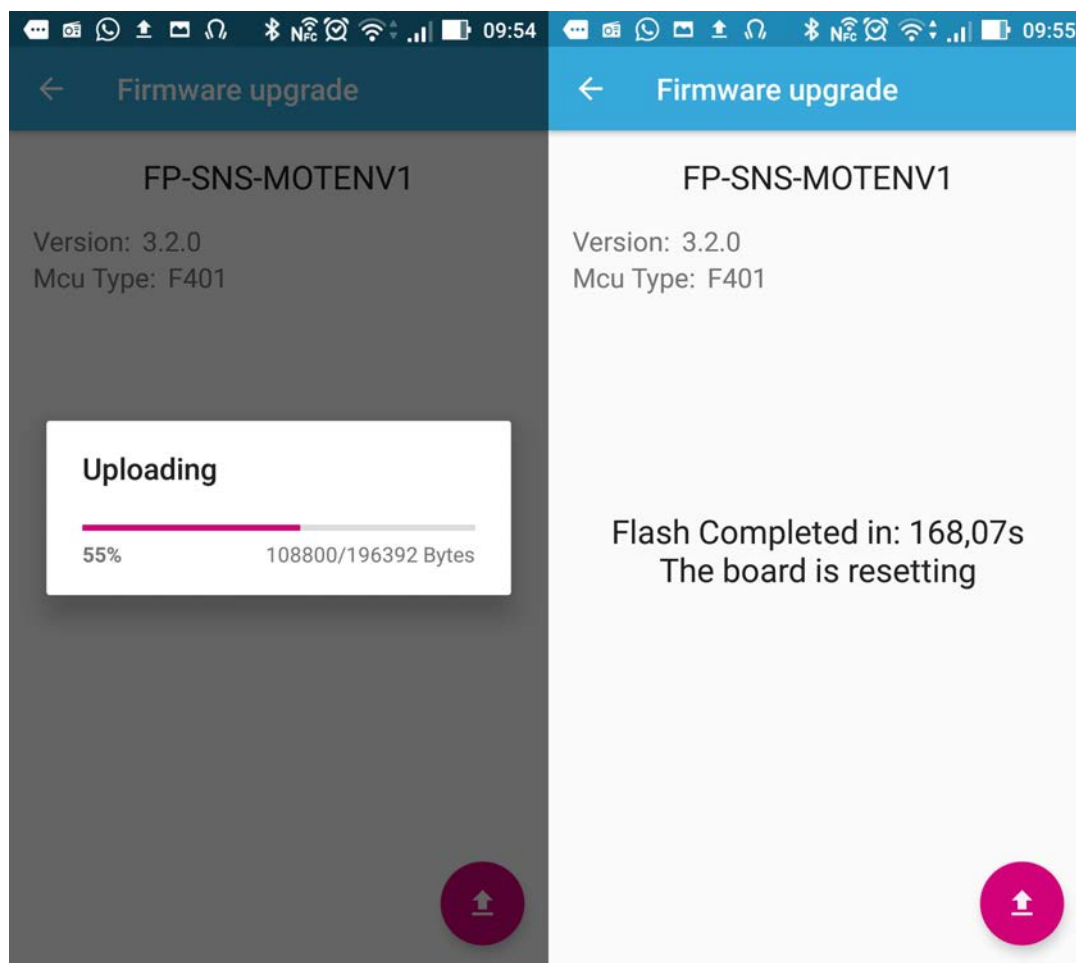 09:54
Firmware upgrade
FP-SNS-MOTENV1
Version: 3.2.0
Mcu Type: F401
Uploading
55% 108800/196392 Bytes
NFC
09:55
Firmware upgrade
FP-SNS-MOTENV1
Version: 3.2.0
Mcu Type: F401
Flash Completed in: 168,07s
The board is resetting
NFC